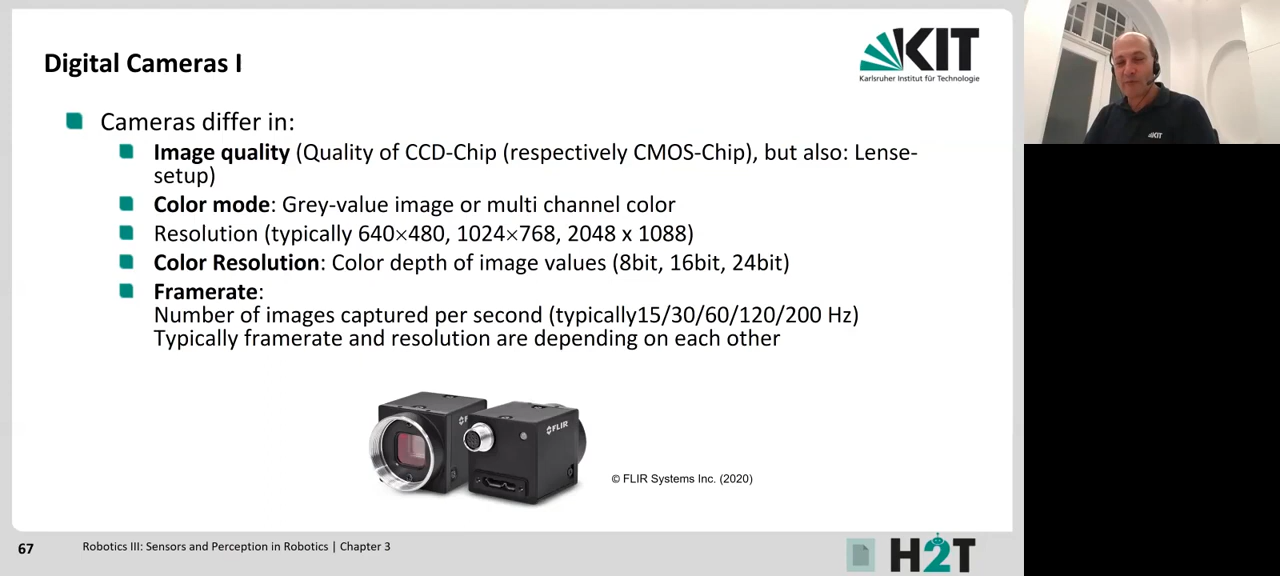 Digital Cameras I
KIT
Karlsruher Institut für Technologie
Cameras differ in:
Image quality (Quality of CCD-Chip (respectively CMOS-Chip), but also: Lense-
setup)
Color mode: Grey-value image or multi channel color
Resolution (typically 640×480, 1024×768, 2048 x 1088)
Color Resolution: Color depth of image values (8bit, 16bit, 24bit)
Framerate:
Number of images captured per second (typically15/30/60/120/200 Hz)
Typically framerate and resolution are depending on each other
FLIR
© FLIR Systems Inc. (2020)
67
Robotics III: Sensors and Perception in Robotics | Chapter 3
H2T
KIT